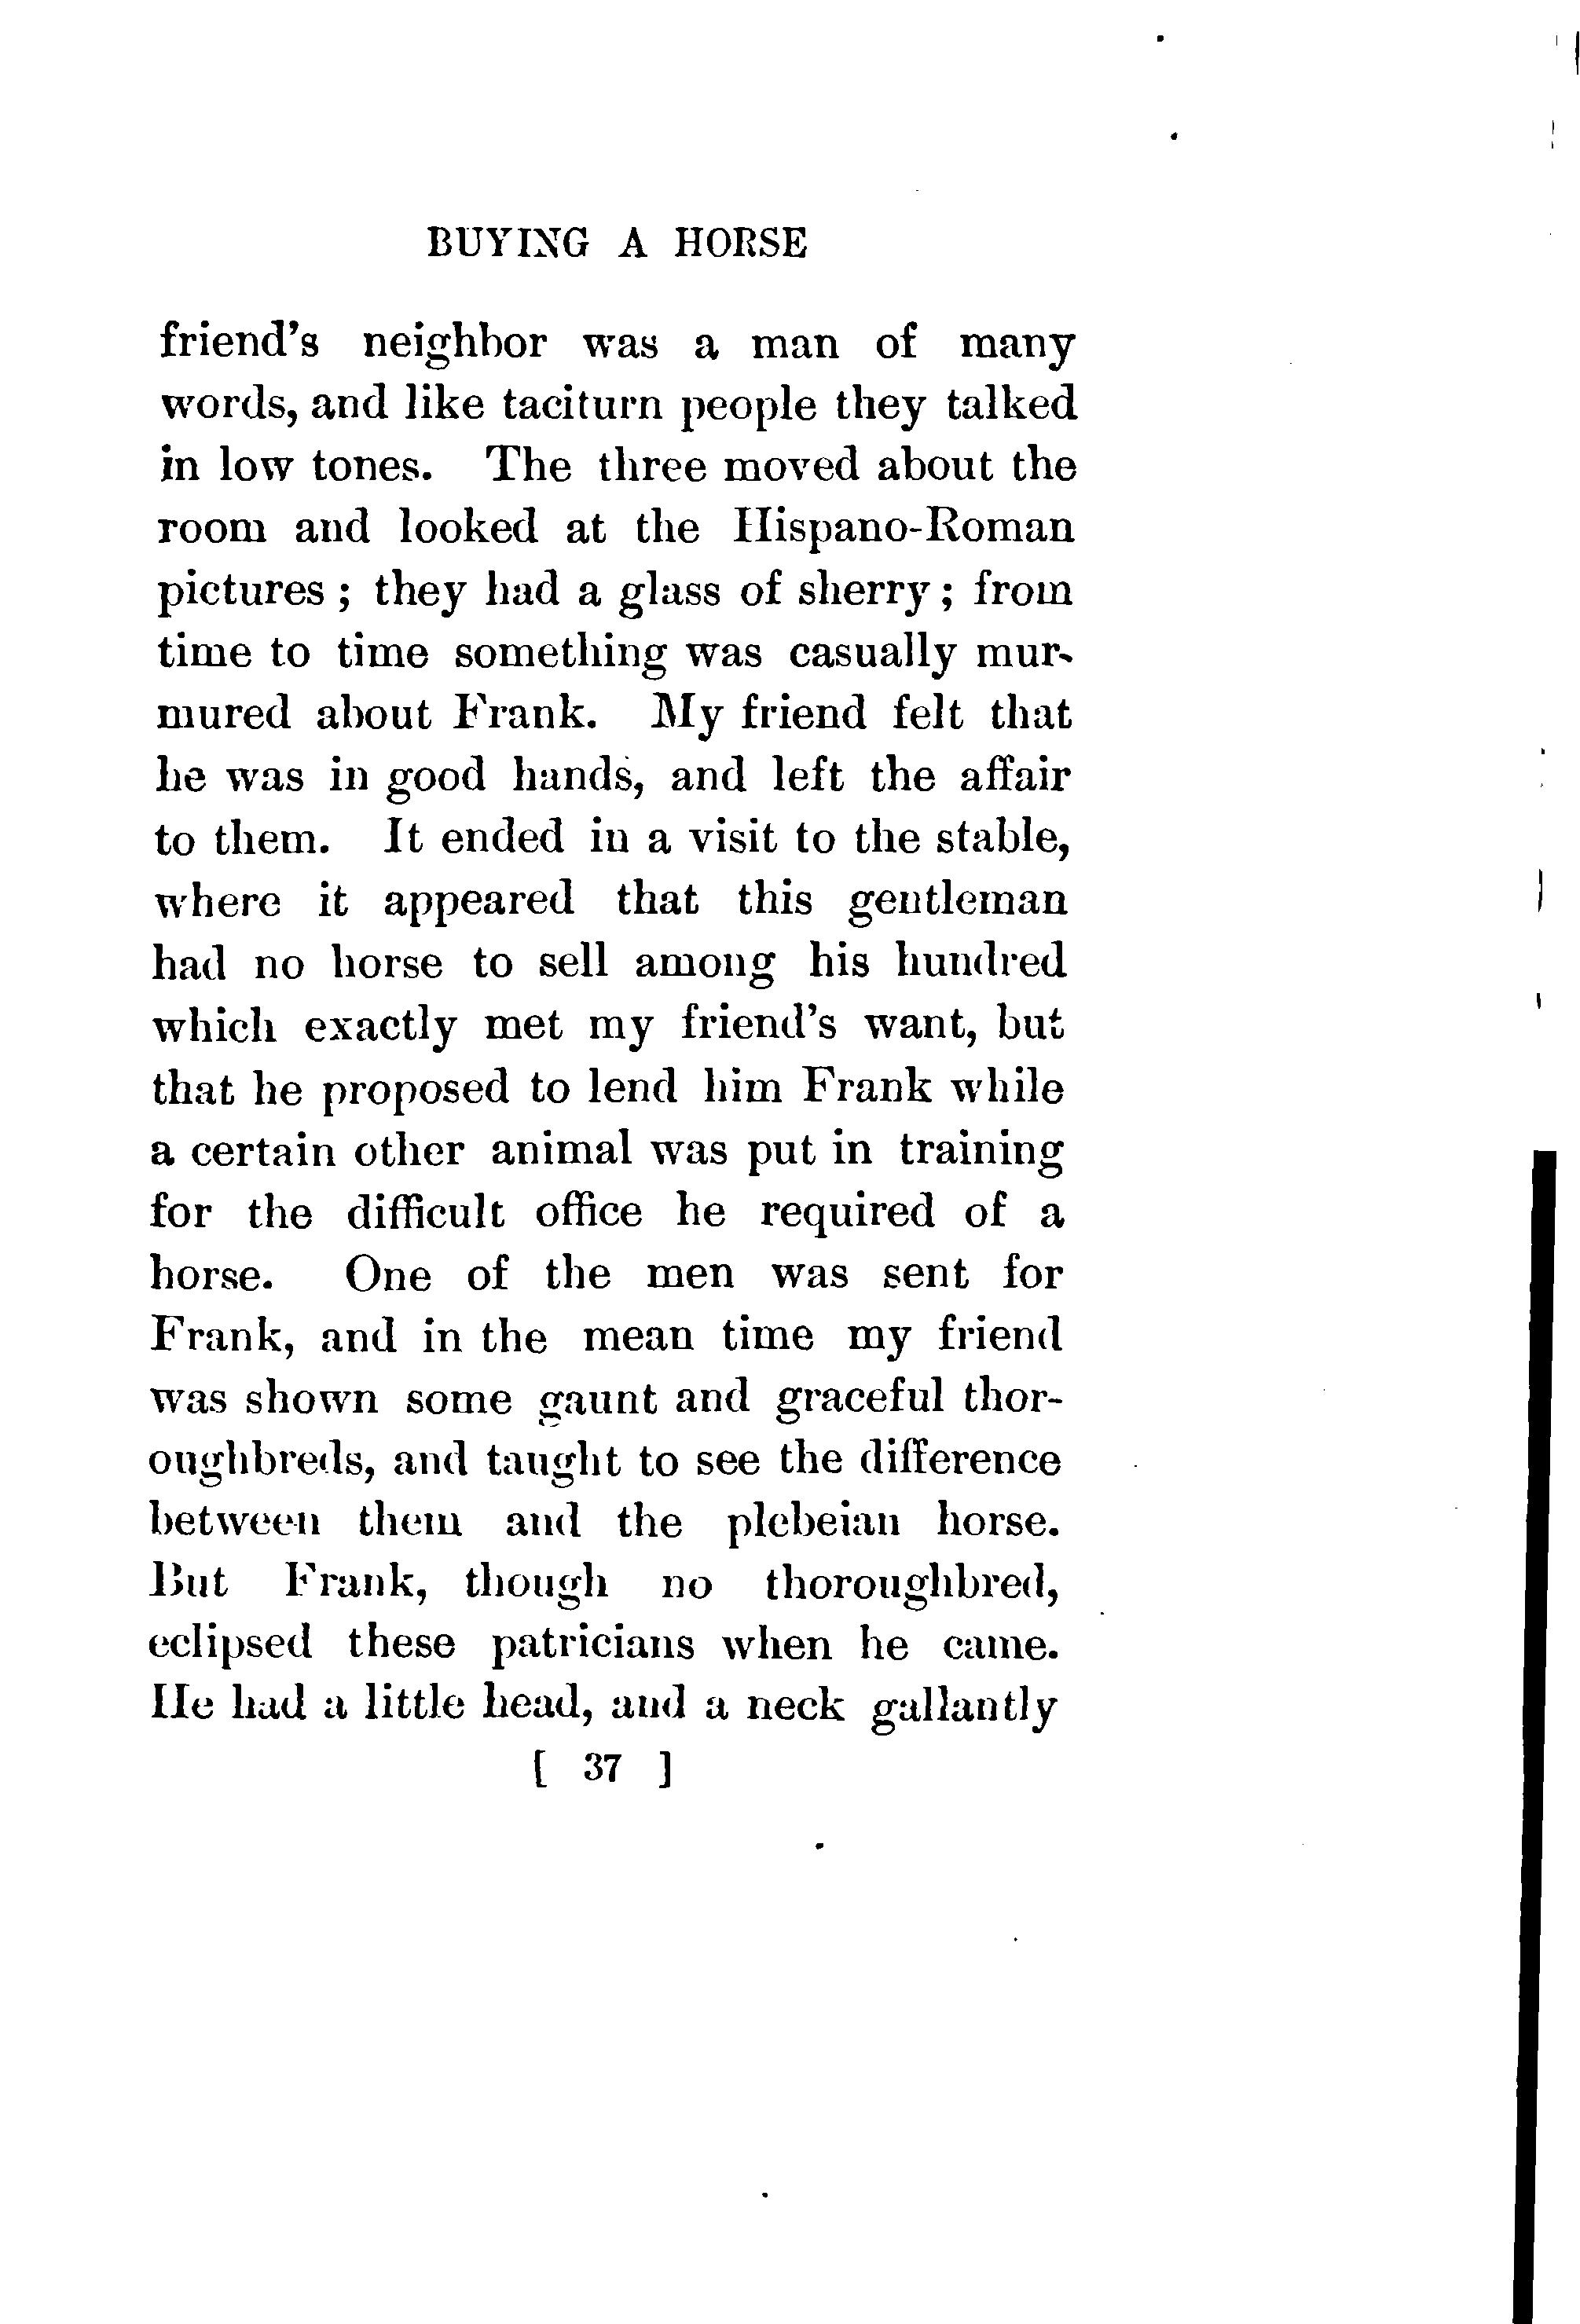 BUYING A HORSE
friend's neighbor was a man of many
words, and like taciturn people they talked
in low tones. The three moved about the
room and looked at the Hispano-Roman
pictures ; they had a glass of sherry ; from
time to time something was casually mur-
mured about Frank. My friend felt that
he was in good hands, and left the affair
to them. It ended in a visit to the stable,
where it appeared that this gentleman
had no horse to sell among his hundred
which exactly met my friend's want, but
that he proposed to lend him Frank while
a certain other animal was put in training
for the difficult office he required of a
horse. One of the men was sent for
Frank, and in the mean time my friend
was shown some gaunt and graceful thor-
oughbreds, and taught to see the difference
between them and the plebeian horse.
But Frank, though no thoroughbred,
eclipsed these patricians when he came.
He had a little head, and a neck gallantly
[ 37 ]